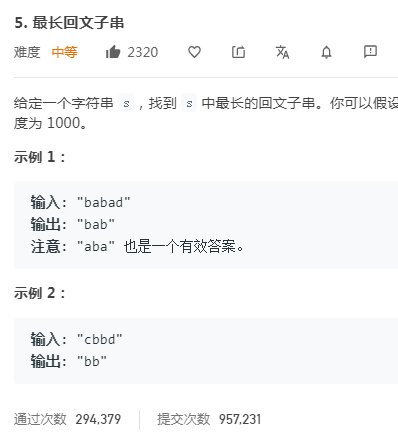 5. 最长回文子串
难度 中等 2320
给定一个字符串 s，找到 s 中最长的回文子串。你可以假设
度为 1000。
示例 1：
输入: "babad"
输出: "bab"
注意: "aba" 也是一个有效答案。
示例 2：
输入: "cbbd"
输出: "bb"
通过次数 294,379 提交次数 957,231